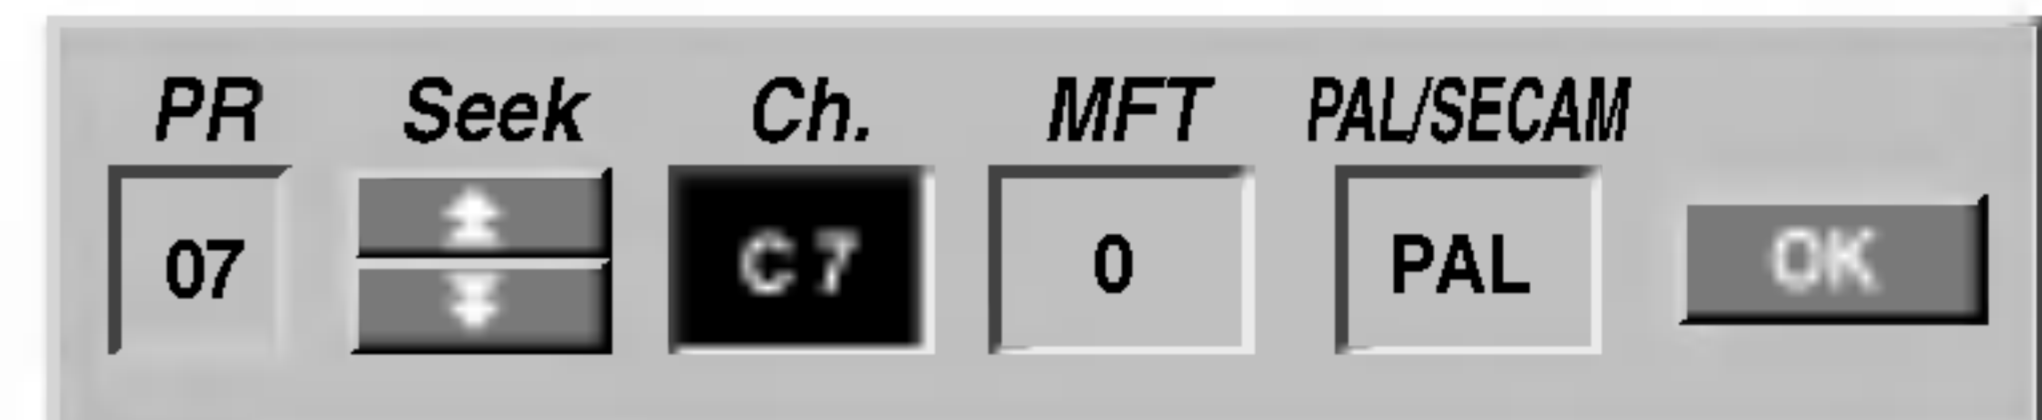 PR Seek Ch. MFT PAL/SECAM
07 C 7 0 PAL OK